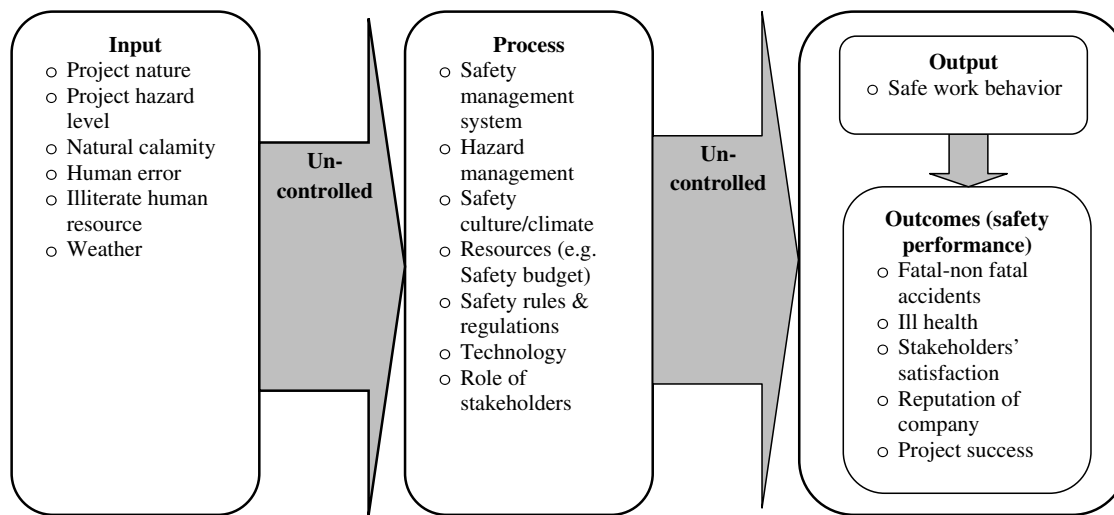 Input
○ Project nature
○ Project hazard
level
○ Natural calamity
○ Human error
○ Illiterate human
resource
○ Weather
Un-
controlled
Process
○ Safety
management
system
○ Hazard
management
○ Safety
culture/climate
○ Resources (e.g.
Safety budget)
○ Safety rules &
regulations
○ Technology
○ Role of
stakeholders
Un-
controlled
Output
○ Safe work behavior
Outcomes (safety
performance)
○ Fatal-non fatal
accidents
○ Ill health
○ Stakeholders’
satisfaction
○ Reputation of
company
○ Project success